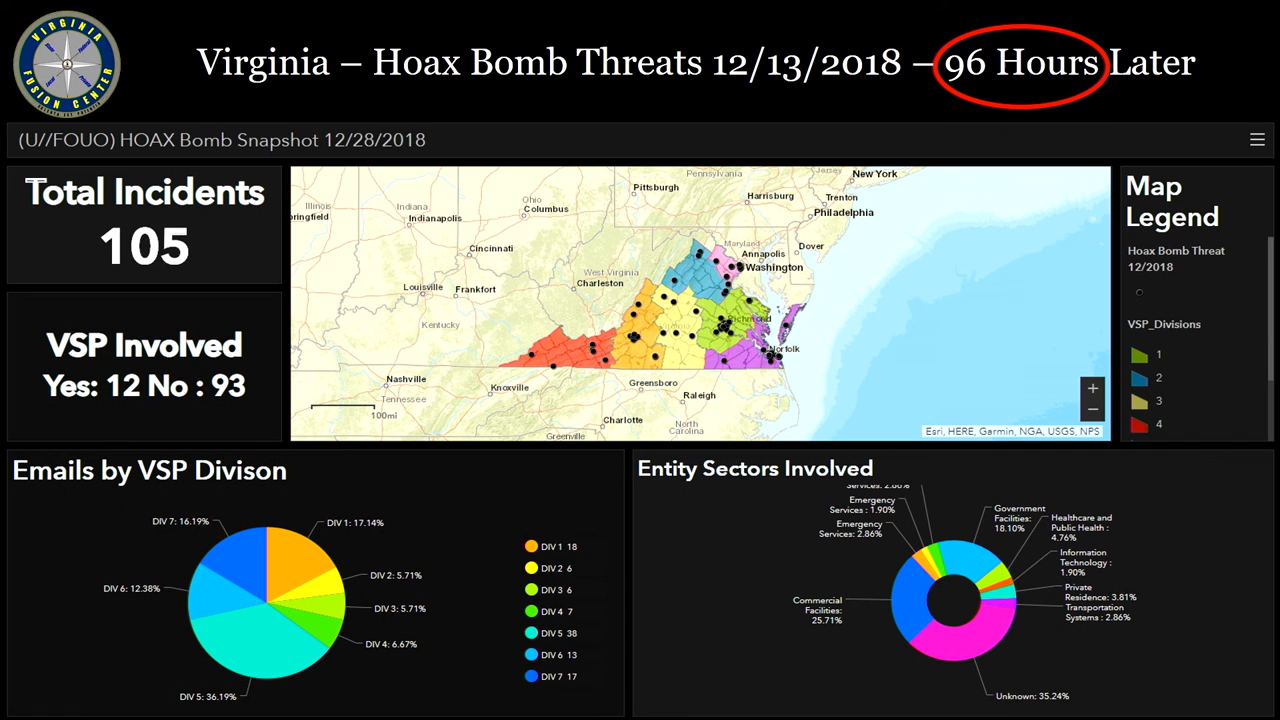 VIRGINIA
FUSION CENTER
Virginia – Hoax Bomb Threats 12/13/2018 – 96 Hours Later
(U//FOUO) HOAX Bomb Snapshot 12/28/2018
Total Incidents
105
VSP Involved
Yes: 12 No : 93
Pennsylvania
Jersey
New York
Pittsburgh
Harrisburg
Trenton
Philadelphia
Illinois
Indiana
Ohio
Columbus
pringfield
Indianapolis
Maryland
Dover
Cincinnati
Annapolis
Washington
West Virginia
Charleston
Louisville
Frankfort
Kentucky
Richmond
Norfolk
Nashville
Tennessee
Knoxville
Greensboro
Raleigh
100mi
Charlotte
North
Carolina
Greenville
+
−
Esri, HERE, Garmin, NGA, USGS, NPS
Map
Legend
Hoax Bomb Threat
12/2018
VSP_Divisions
1
2
3
4
Emails by VSP Divison
DIV 7: 16.19%
DIV 1: 17.14%
DIV 2: 5.71%
DIV 6: 12.38%
DIV 3: 5.71%
DIV 4: 6.67%
DIV 5: 36.19%
DIV 1 18
DIV 2 6
DIV 3 6
DIV 4 7
DIV 5 38
DIV 6 13
DIV 7 17
Entity Sectors Involved
Services: 2.86%
Emergency
Services : 1.90%
Emergency
Services: 2.86%
Commercial
Facilities:
25.71%
Government
Facilities:
18.10%
Healthcare and
Public Health :
4.76%
Information
Technology :
1.90%
Private
Residence: 3.81%
Transportation
Systems : 2.86%
Unknown: 35.24%